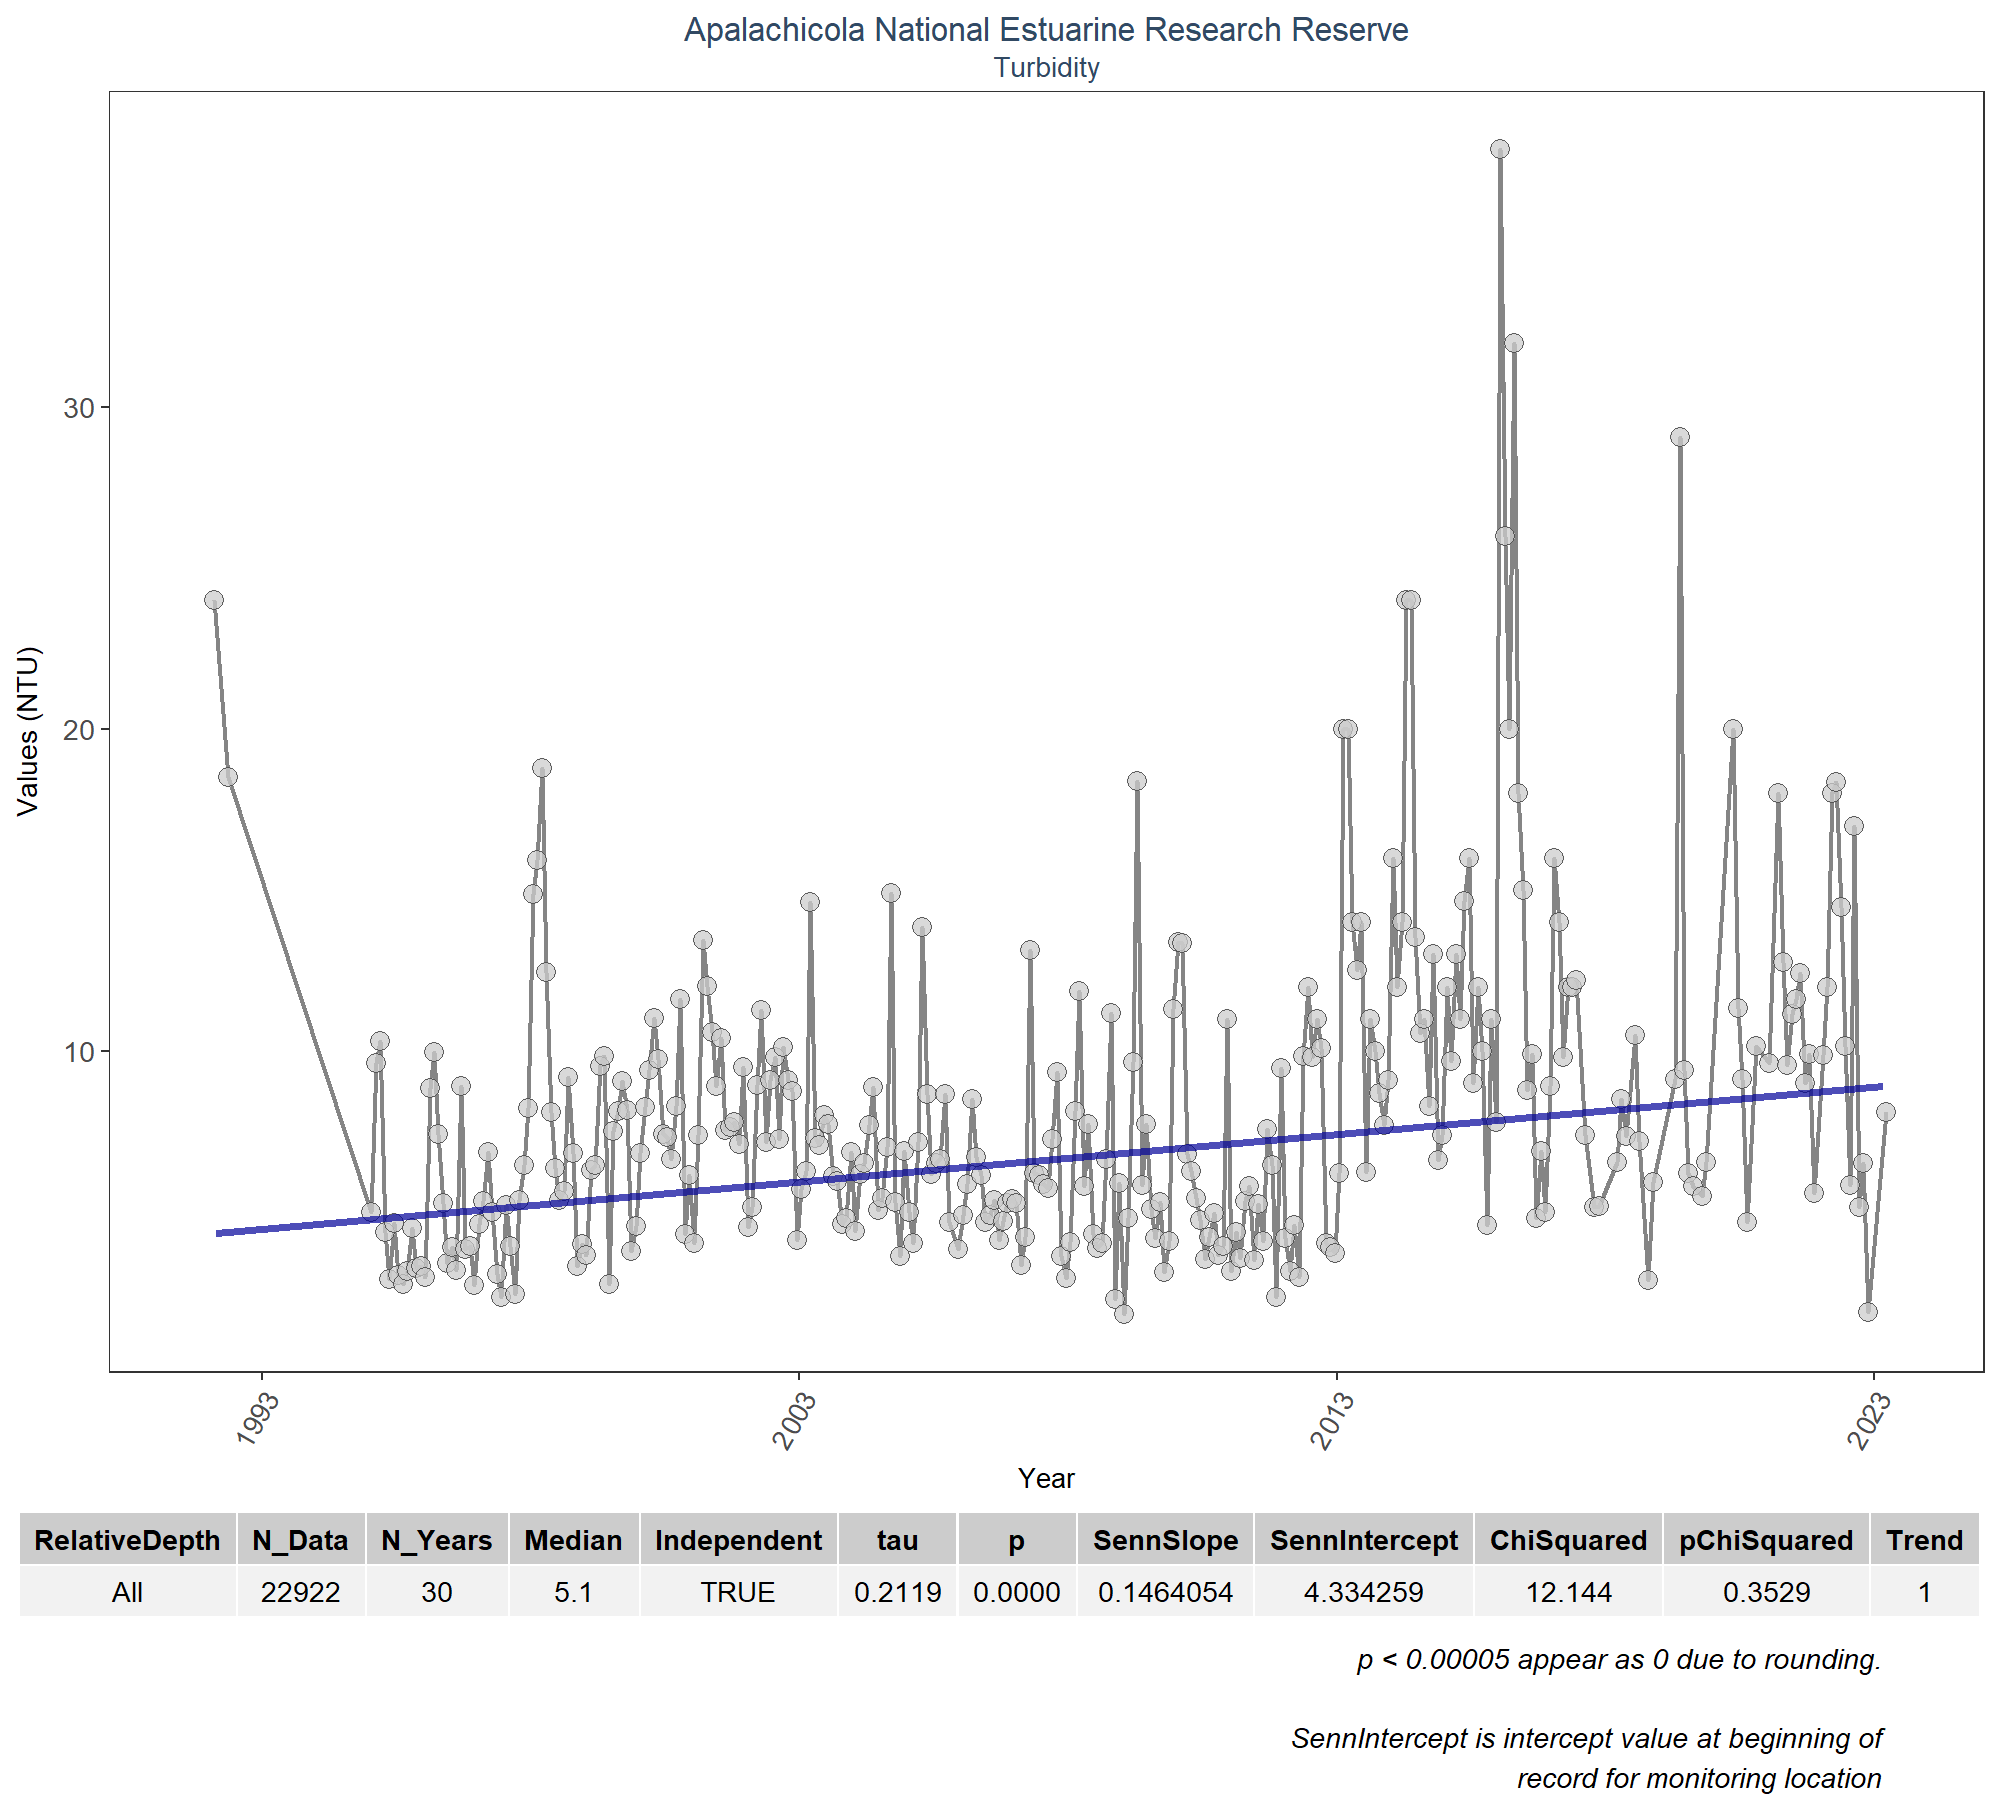 Apalachicola National Estuarine Research Reserve
Turbidity
Values (NTU)
30
20
10
1993
2003
2013
2023
Year
RelativeDepth N_Data N_Years Median Independent tau p SennSlope SennIntercept ChiSquared pChiSquared Trend
All 22922 30 5.1 TRUE 0.2119 0.0000 0.1464054 4.334259 12.144 0.3529 1
p < 0.00005 appear as 0 due to rounding.
SennIntercept is intercept value at beginning of
record for monitoring location